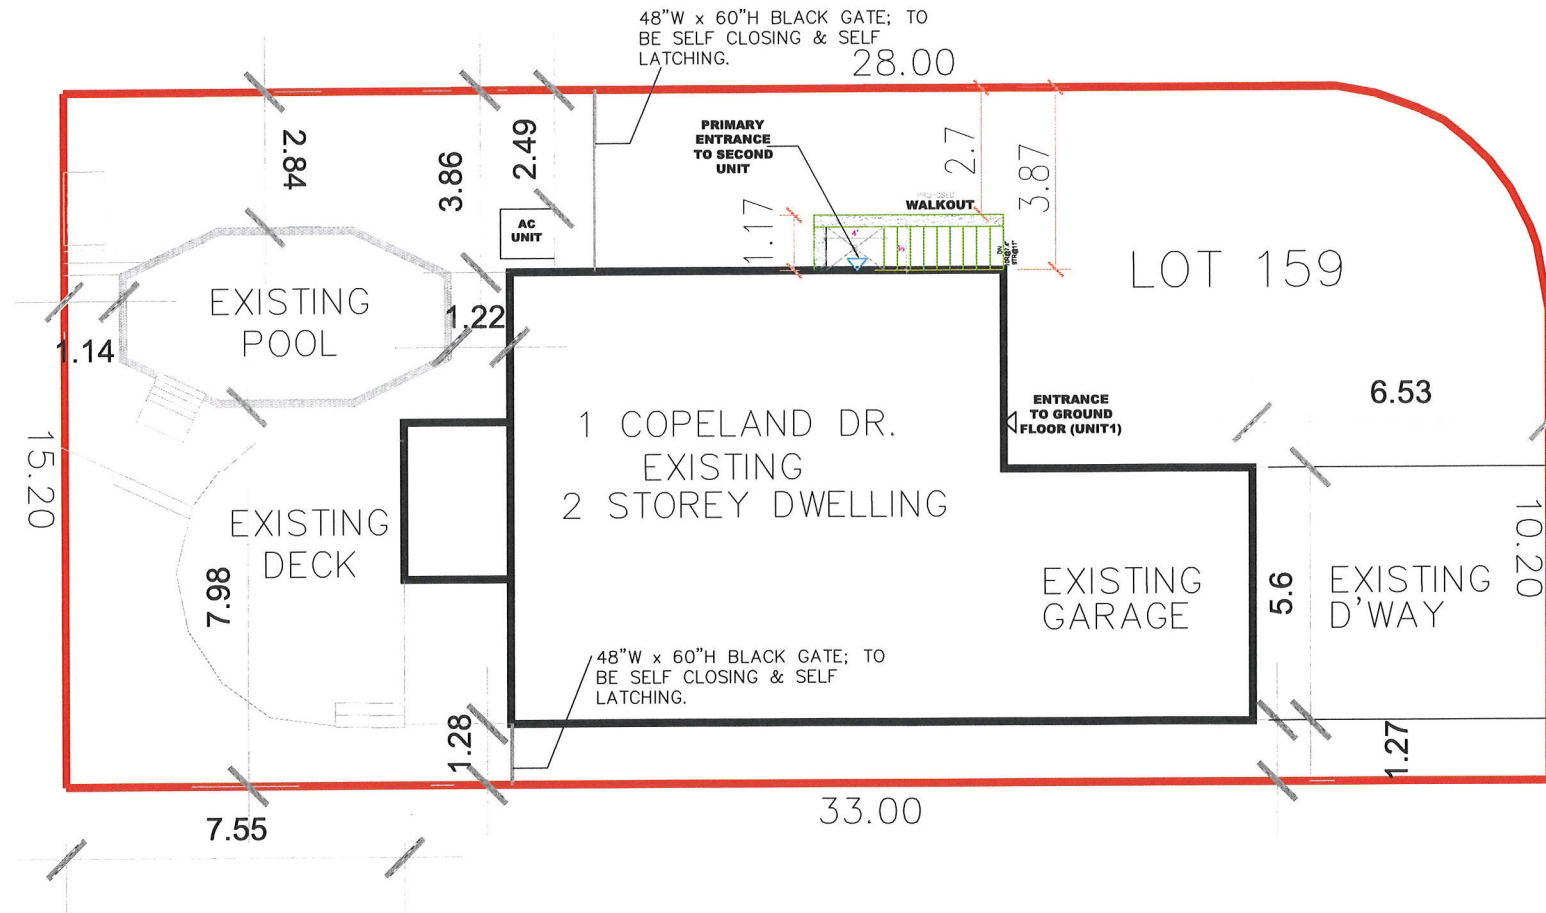 48”W x 60”H BLACK GATE; TO
BE SELF CLOSING & SELF
LATCHING.
28.00
2.84
3.86
2.49
PRIMARY
ENTRANCE
TO SECOND
UNIT
2.7
3.87
1.17
PROPOSED
WALKOUT
AC
UNIT
4'
3'
LOT 159
EXISTING
POOL
1.22
1.14
6.53
ENTRANCE
TO GROUND
FLOOR (UNIT1)
1 COPELAND DR.
EXISTING
2 STOREY DWELLING
15.20
EXISTING
DECK
7.98
EXISTING
GARAGE
5.6
EXISTING
D'WAY
10.20
48”W x 60”H BLACK GATE; TO
BE SELF CLOSING & SELF
LATCHING.
1.28
1.27
33.00
7.55